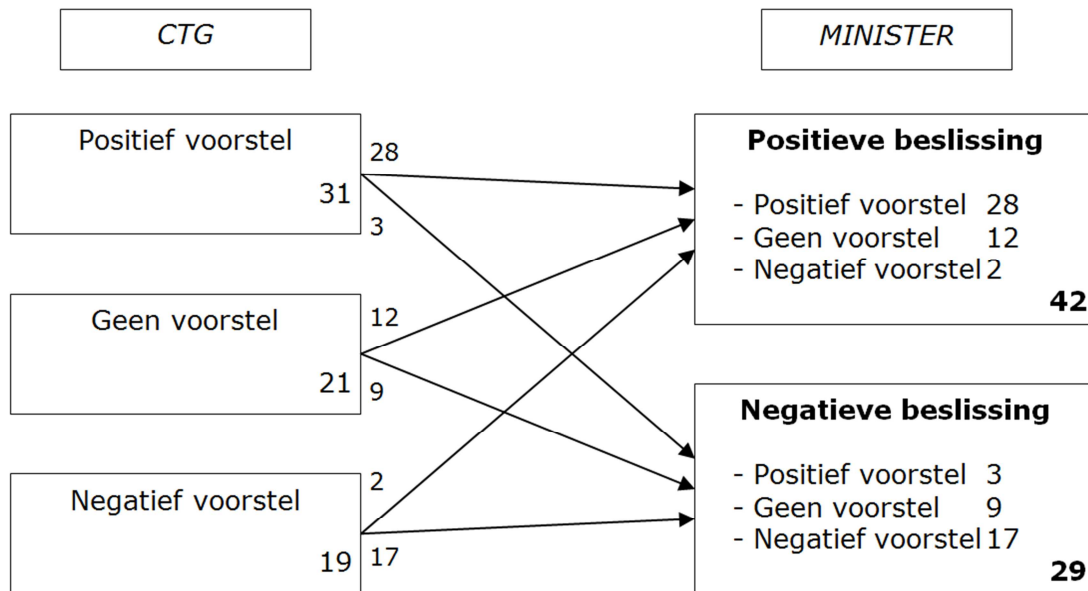 CTG
MINISTER
Positief voorstel
31
28
3
Geen voorstel
21
12
9
Negatief voorstel
19
2
17
Positieve beslissing
- Positief voorstel 28
- Geen voorstel 12
- Negatief voorstel 2
42
Negatieve beslissing
- Positief voorstel 3
- Geen voorstel 9
- Negatief voorstel 17
29